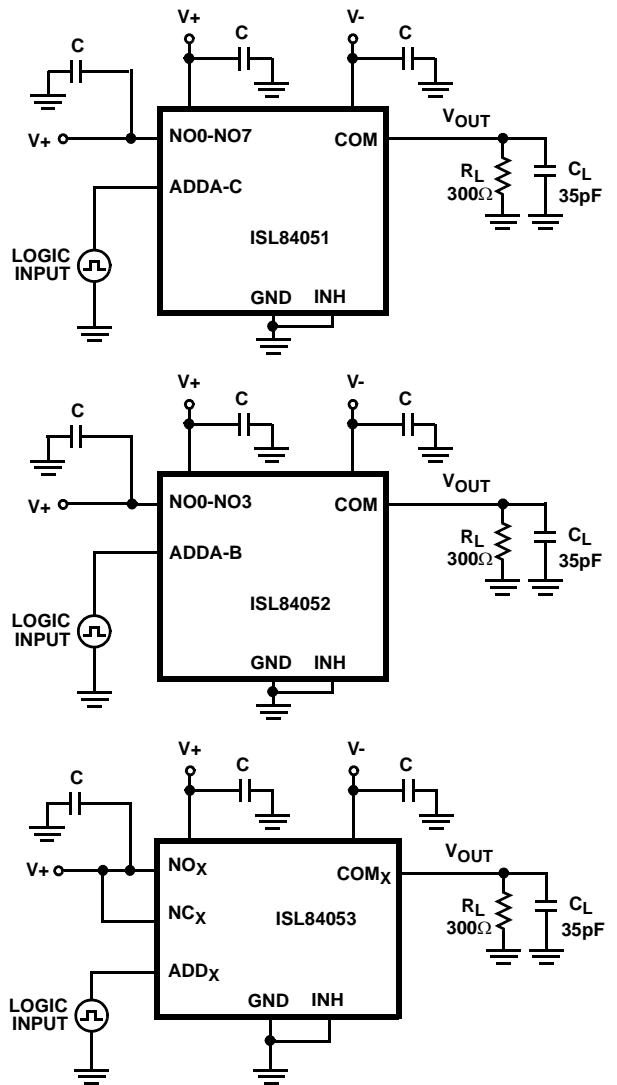 V+
V-
C
C
C
V+
NO0-NO7
COM
VOUT
ADDA-C
RL
300Ω
CL
35pF
LOGIC
INPUT
ISL84051
GND
INH
V+
V-
C
C
C
V+
NO0-NO3
COM
VOUT
ADDA-B
RL
300Ω
CL
35pF
LOGIC
INPUT
ISL84052
GND
INH
V+
V-
C
C
C
V+
NOX
COMX
VOUT
NCX
ISL84053
RL
300Ω
CL
35pF
ADDX
LOGIC
INPUT
GND
INH